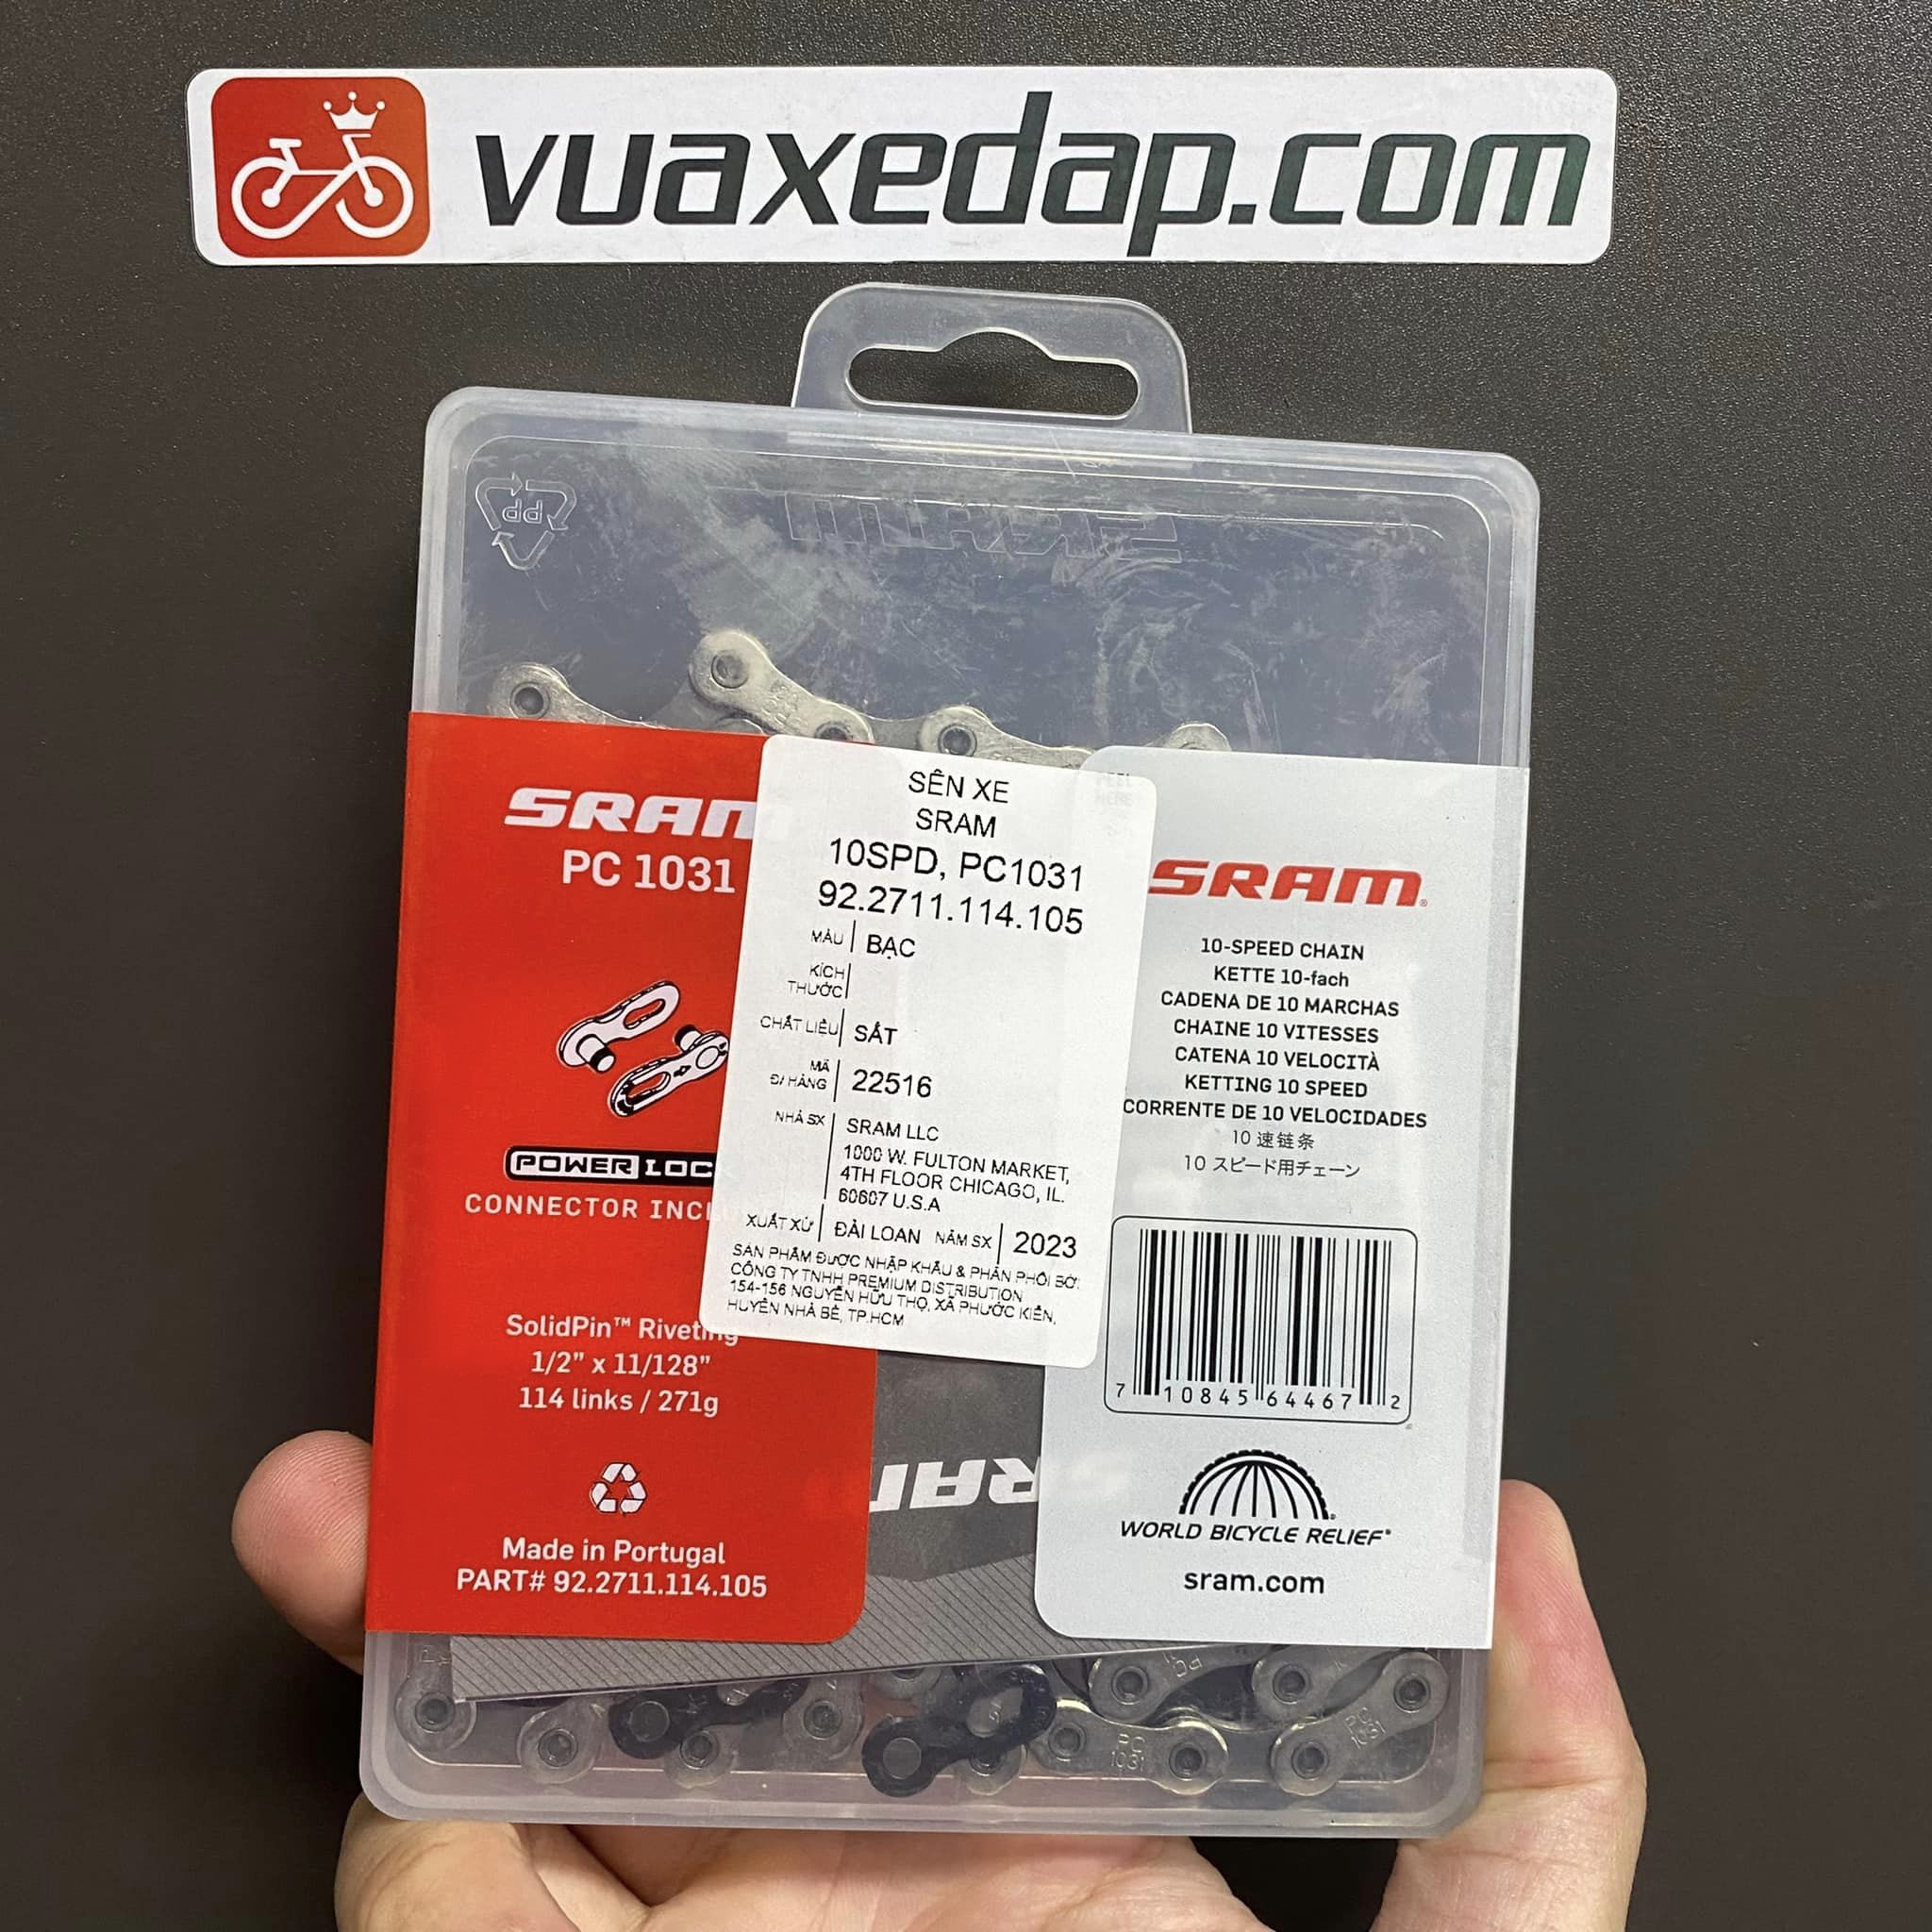 vuaxedap.com
PP
SRAM
PC 1031
POWER LOC
CONNECTOR INCL
SolidPin™ Riveting
1/2" x 11/128"
114 links / 271g
Made in Portugal
PART# 92.2711.114.105
SÊN XE
SRAM
10SPD, PC1031
92.2711.114.105
MÀU BẠC
KÍCH
THƯỚC
CHẤT LIỆU SẮT
MÃ
Đ/ HÀNG 22516
NHÀ SX SRAM LLC
1000 W. FULTON MARKET,
4TH FLOOR CHICAGO, IL.
60607 U.S.A
XUẤT XỨ ĐÀI LOAN NĂM SX 2023
SẢN PHẨM ĐƯỢC NHẬP KHẨU & PHÂN PHỐI BỞI:
CÔNG TY TNHH PREMIUM DISTRIBUTION
154-156 NGUYỄN HỮU THỌ, XÃ PHƯỚC KIỂN,
HUYỆN NHÀ BÈ, TP.HCM
PEEL
HERE
SRAM®
10-SPEED CHAIN
KETTE 10-fach
CADENA DE 10 MARCHAS
CHAINE 10 VITESSES
CATENA 10 VELOCITÀ
KETTING 10 SPEED
CORRENTE DE 10 VELOCIDADES
10 速链条
10 スピード用チェーン
7 10845 64467 2
WORLD BICYCLE RELIEF®
sram.com
SRAM
PC
1031
PC
1031